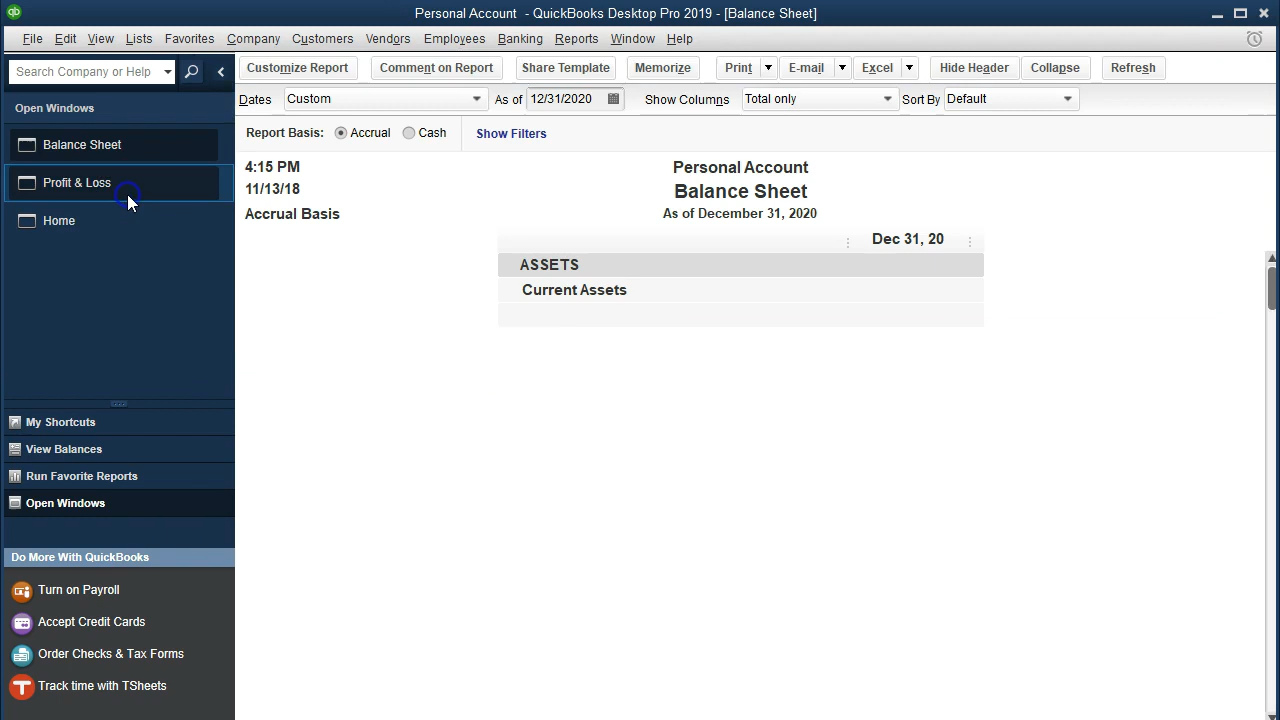 Personal Account - QuickBooks Desktop Pro 2019 - [Balance Sheet]
File Edit View Lists Favorites Company Customers Vendors Employees Banking Reports Window Help
Search Company or Help
Customize Report Comment on Report Share Template Memorize Print E-mail Excel Hide Header Collapse Refresh
Dates Custom As of 12/31/2020 Show Columns Total only Sort By Default
Report Basis: Accrual Cash Show Filters
Open Windows
Balance Sheet
Profit & Loss
Home
My Shortcuts
View Balances
Run Favorite Reports
Open Windows
Do More With QuickBooks
Turn on Payroll
Accept Credit Cards
Order Checks & Tax Forms
Track time with TSheets
4:15 PM
11/13/18
Accrual Basis
Personal Account
Balance Sheet
As of December 31, 2020
Dec 31, 20
ASSETS
Current Assets